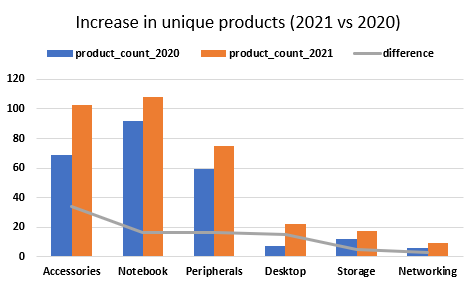 Increase in unique products (2021 vs 2020)
product_count_2020 product_count_2021 difference
120
100
80
60
40
20
0
Accessories Notebook Peripherals Desktop Storage Networking